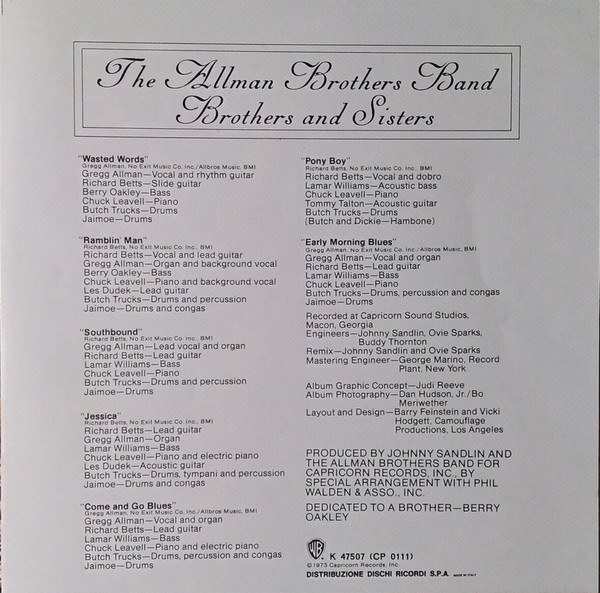 The Allman Brothers Band
Brothers and Sisters
"Wasted Words"
Gregg Allman, No Exit Music Co. Inc./Allbros Music, BMI
Gregg Allman—Vocal and rhythm guitar
Richard Betts—Slide guitar
Berry Oakley—Bass
Chuck Leavell—Piano
Butch Trucks—Drums
Jaimoe—Drums
"Ramblin' Man"
Richard Betts, No Exit Music Co. Inc., BMI
Richard Betts—Vocal and lead guitar
Gregg Allman—Organ and background vocal
Berry Oakley—Bass
Chuck Leavell—Piano and background vocal
Les Dudek—Lead guitar
Butch Trucks—Drums and percussion
Jaimoe—Drums and congas
"Southbound"
Richard Betts, No Exit Music Co. Inc., BMI
Gregg Allman—Lead vocal and organ
Richard Betts—Lead guitar
Lamar Williams—Bass
Chuck Leavell—Piano
Butch Trucks—Drums and percussion
Jaimoe—Drums
"Jessica"
Richard Betts, No Exit Music Co. Inc., BMI
Richard Betts—Lead guitar
Gregg Allman—Organ
Lamar Williams—Bass
Chuck Leavell—Piano and electric piano
Les Dudek—Acoustic guitar
Butch Trucks—Drums, tympani and percussion
Jaimoe—Drums and congas
"Come and Go Blues"
Gregg Allman, No Exit Music Co. Inc./Allbros Music, BMI
Gregg Allman—Vocal and organ
Richard Betts—Lead guitar
Lamar Williams—Bass
Chuck Leavell—Piano and electric piano
Butch Trucks—Drums, percussion and congas
Jaimoe—Drums
"Pony Boy"
Richard Betts, No Exit Music Co. Inc., BMI
Richard Betts—Vocal and dobro
Lamar Williams—Acoustic bass
Chuck Leavell—Piano
Tommy Talton—Acoustic guitar
Butch Trucks—Drums
(Butch and Dickie—Hambone)
"Early Morning Blues"
Gregg Allman, No Exit Music Co. Inc./Allbros Music, BMI
Gregg Allman—Vocal and organ
Richard Betts—Lead guitar
Lamar Williams—Bass
Chuck Leavell—Piano
Butch Trucks—Drums, percussion and congas
Jaimoe—Drums
Recorded at Capricorn Sound Studios,
Macon, Georgia
Engineers—Johnny Sandlin, Ovie Sparks,
Buddy Thornton
Remix—Johnny Sandlin and Ovie Sparks
Mastering Engineer—George Marino, Record
Plant, New York
Album Graphic Concept—Judi Reeve
Album Photography—Dan Hudson, Jr./Bo
Meriwether
Layout and Design—Barry Feinstein and Vicki
Hodgett, Camouflage
Productions, Los Angeles
PRODUCED BY JOHNNY SANDLIN AND
THE ALLMAN BROTHERS BAND FOR
CAPRICORN RECORDS, INC., BY
SPECIAL ARRANGEMENT WITH PHIL
WALDEN & ASSO., INC.
DEDICATED TO A BROTHER—BERRY
OAKLEY
K 47507 (CP 0111)
©1973 Capricorn Records, Inc.
DISTRIBUZIONE DISCHI RICORDI S.P.A. MADE IN ITALY